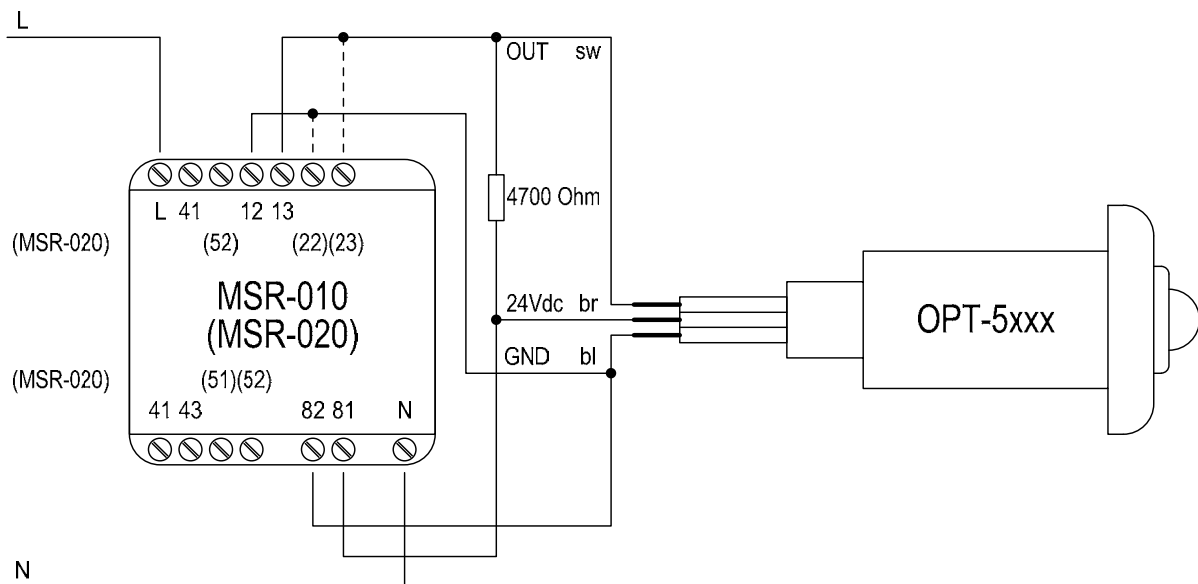 L
OUT sw
4700 Ohm
L 41 12 13
(MSR-020) (52) (22)(23)
MSR-010
(MSR-020)
24Vdc br
OPT-5xxx
GND bl
(MSR-020) (51)(52)
41 43 82 81 N
N